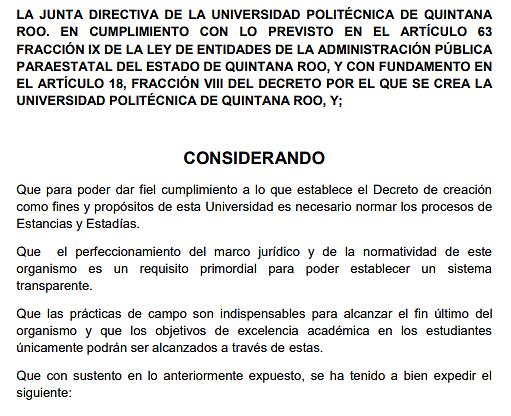 LA JUNTA DIRECTIVA DE LA UNIVERSIDAD POLITÉCNICA DE QUINTANA
ROO. EN CUMPLIMIENTO CON LO PREVISTO EN EL ARTÍCULO 63
FRACCIÓN IX DE LA LEY DE ENTIDADES DE LA ADMINISTRACIÓN PÚBLICA
PARAESTATAL DEL ESTADO DE QUINTANA ROO, Y CON FUNDAMENTO EN
EL ARTÍCULO 18, FRACCIÓN VIII DEL DECRETO POR EL QUE SE CREA LA
UNIVERSIDAD POLITÉCNICA DE QUINTANA ROO, Y;
CONSIDERANDO
Que para poder dar fiel cumplimiento a lo que establece el Decreto de creación
como fines y propósitos de esta Universidad es necesario normar los procesos de
Estancias y Estadías.
Que el perfeccionamiento del marco jurídico y de la normatividad de este
organismo es un requisito primordial para poder establecer un sistema
transparente.
Que las prácticas de campo son indispensables para alcanzar el fin último del
organismo y que los objetivos de excelencia académica en los estudiantes
únicamente podrán ser alcanzados a través de estas.
Que con sustento en lo anteriormente expuesto, se ha tenido a bien expedir el
siguiente: